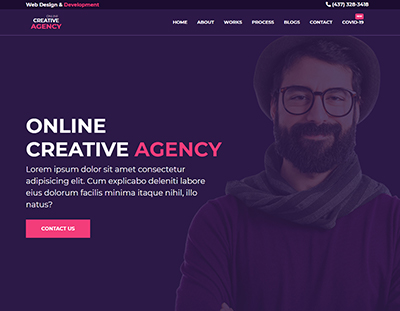 Web Design & Development
(437) 328-3418
CREATIVE
AGENCY
HOME ABOUT WORKS PROCESS BLOGS CONTACT COVID-19
ONLINE
CREATIVE AGENCY
Lorem ipsum dolor sit amet consectetur
adipisicing elit. Cum explicabo deleniti labore
eius dolorum facilis minima itaque nihil, illo
natus?
CONTACT US